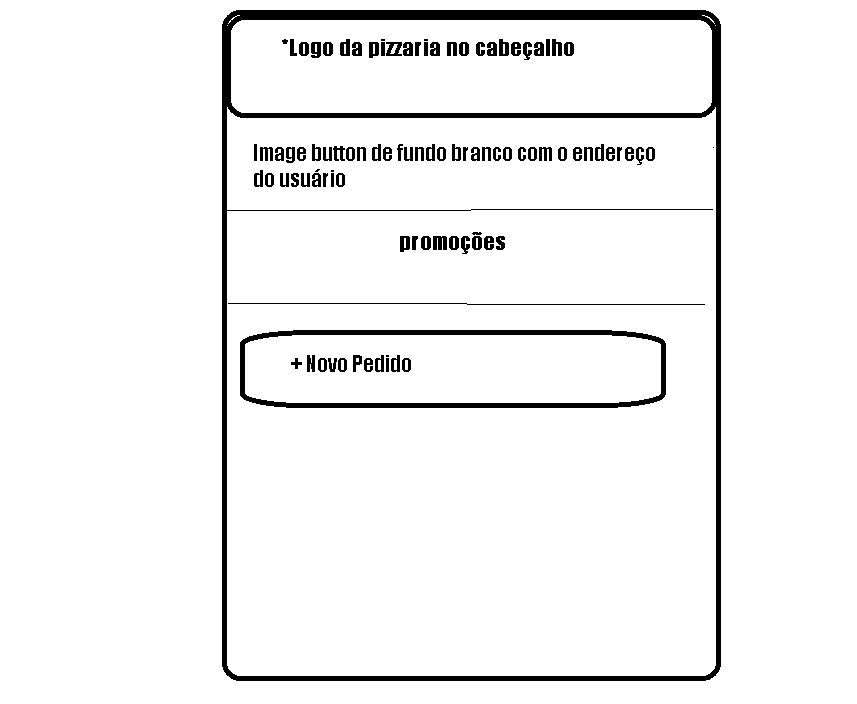 *Logo da pizzaria no cabeçalho
Image button de fundo branco com o endereço
do usuário
promoções
+ Novo Pedido